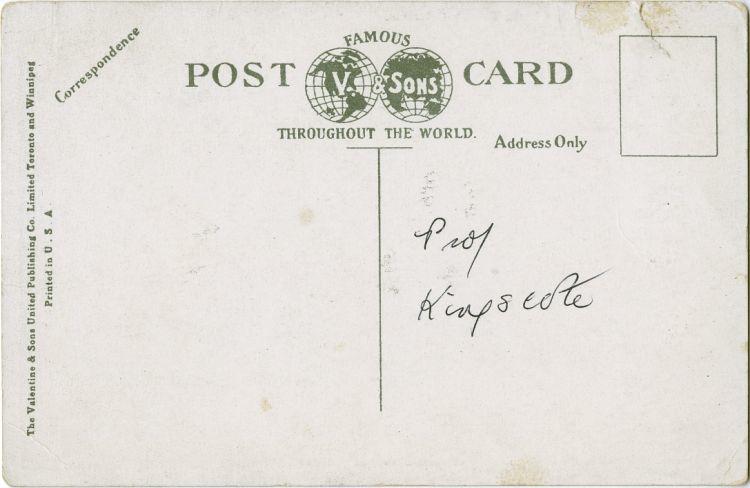 Correspondence
FAMOUS
POST V. & SONS CARD
THROUGHOUT THE WORLD.
Address Only
The Valentine & Sons United Publishing Co. Limited Toronto and Winnipeg
Printed in U. S. A
Prof
Kingscote